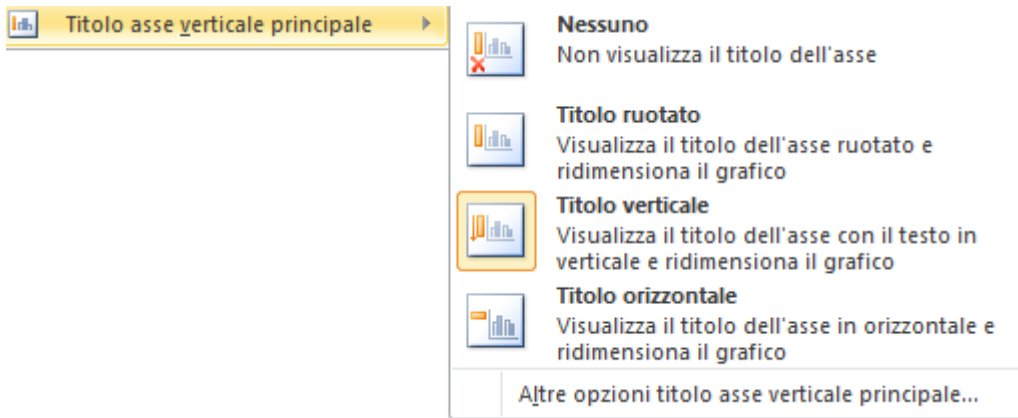 Titolo asse verticale principale
Nessuno
Non visualizza il titolo dell'asse
Titolo ruotato
Visualizza il titolo dell'asse ruotato e
ridimensiona il grafico
Titolo verticale
Visualizza il titolo dell'asse con il testo in
verticale e ridimensiona il grafico
Titolo orizzontale
Visualizza il titolo dell'asse in orizzontale e
ridimensiona il grafico
Altre opzioni titolo asse verticale principale...